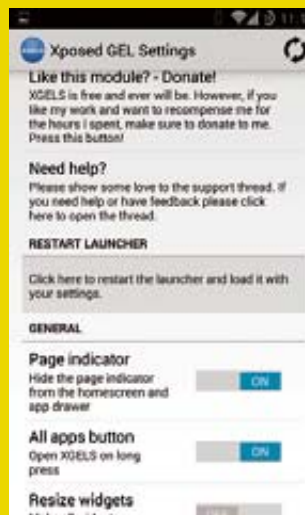 11:1
Xposed GEL Settings
Like this module? - Donate!
XGELS is free and ever will be. However, if you
like my work and want to recompense me for
the hours i spent, make sure to donate to me.
Press this button!
Need help?
Please show some love to the support thread. If
you need help or have feedback please click
here to open the thread.
RESTART LAUNCHER
Click here to restart the launcher and load it with
your settings.
GENERAL
Page indicator
Hide the page indicator
from the homescreen and
app drawer
ON
All apps button
Open XGELS on long
press
ON
Resize widgets
OFF